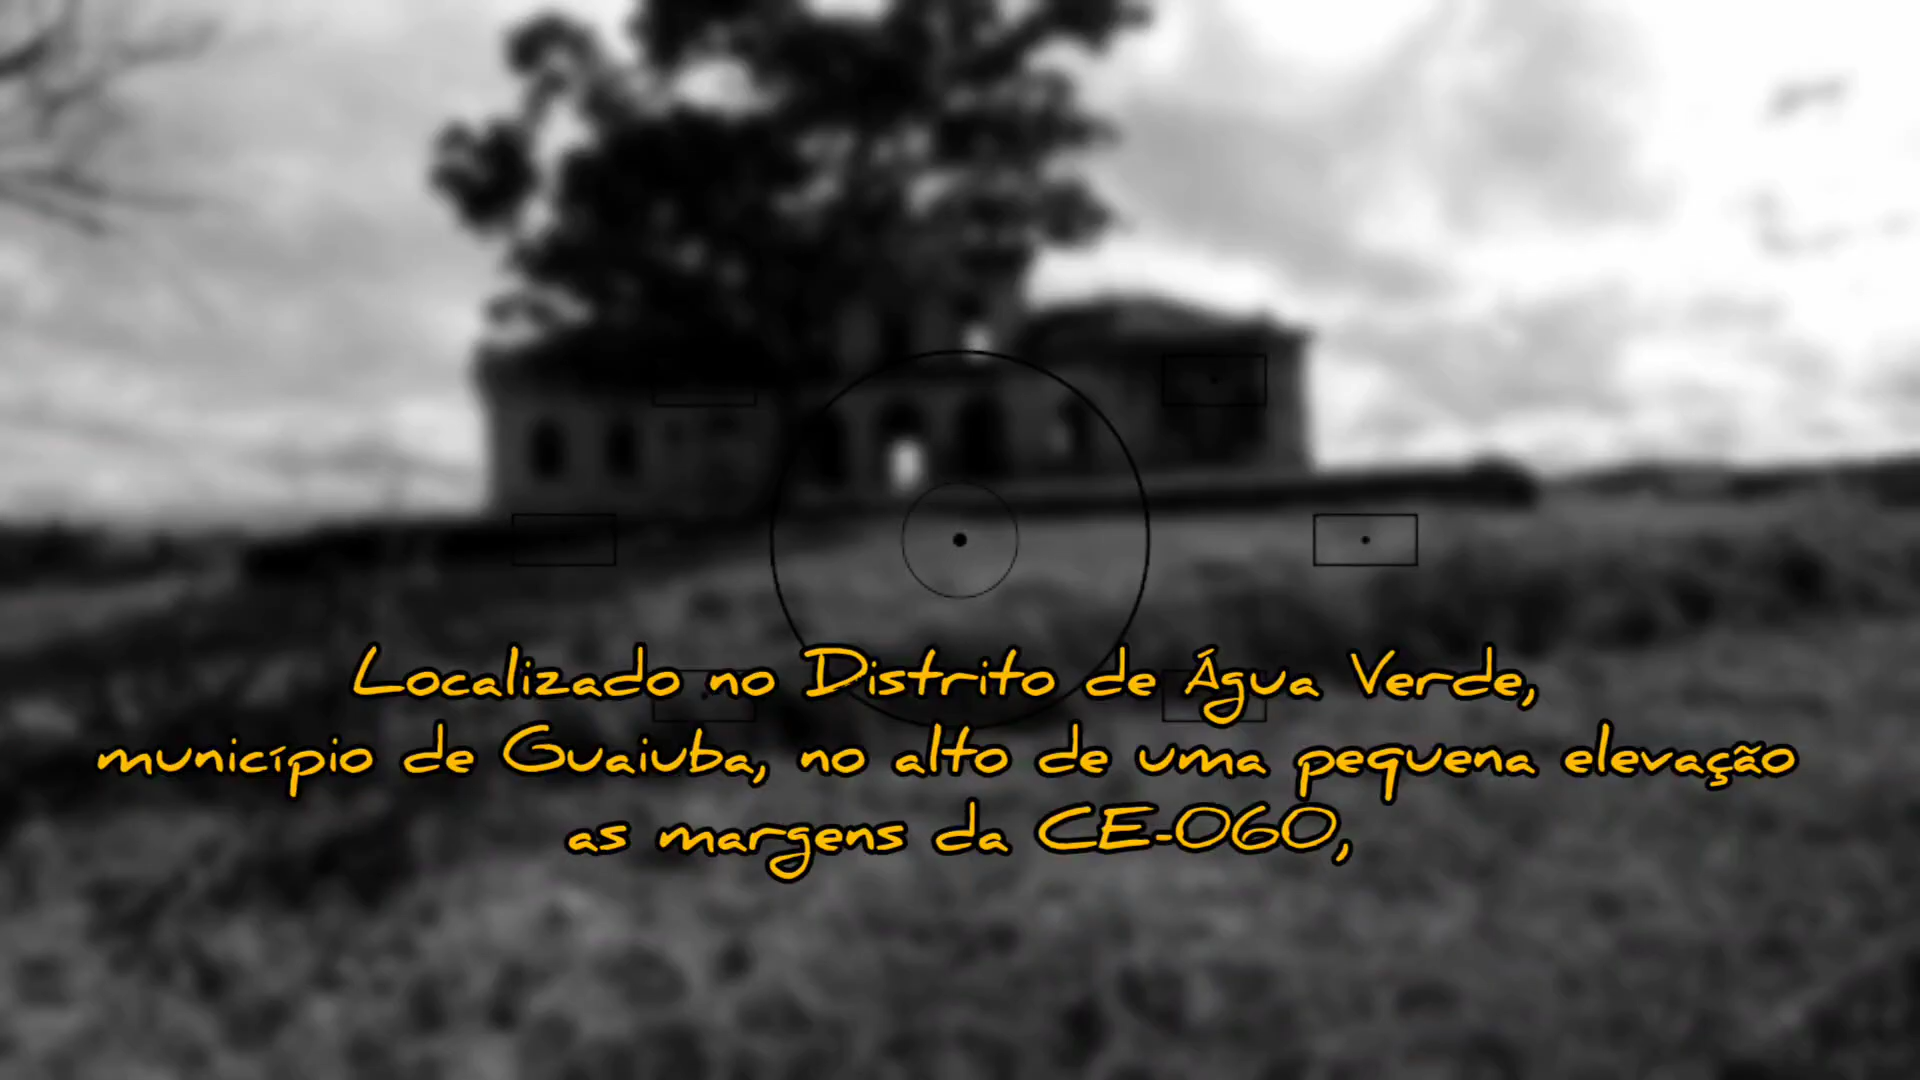 Localizado no Distrito de Água Verde,
município de Guaiuba, no alto de uma pequena elevação
as margens da CE-060,